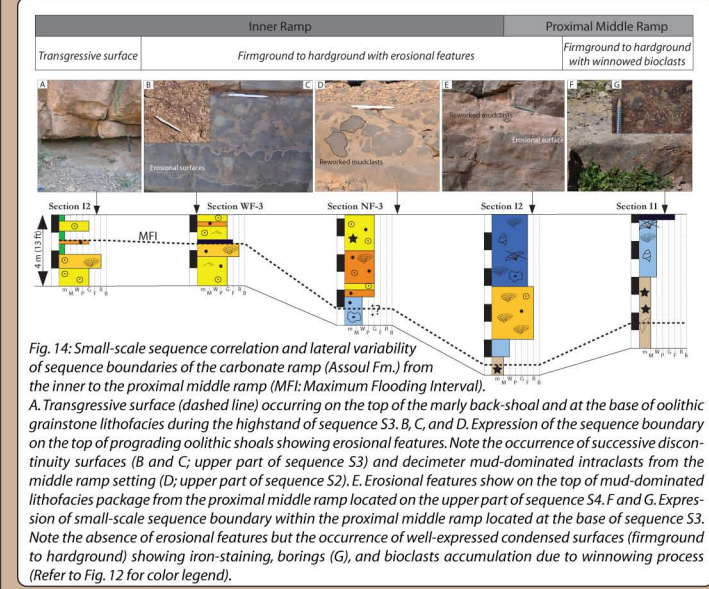 Inner Ramp
Proximal Middle Ramp
Transgressive surface
Firmground to hardground with erosional features
Firmground to hardground
with winnowed bioclasts
A
B
C
D
E
F
G
Erosional surfaces
Reworked mudclasts
Reworked mudclasts
Erosional surface
Section I2
Section WF-3
Section NF-3
Section I2
Section I1
4 m (13 ft)
MFI
?
m M W P G F R B
m M W P G F R B
m M W P G F R B
m M W P G F R B
m M W P G F R B
Fig. 14: Small-scale sequence correlation and lateral variability
of sequence boundaries of the carbonate ramp (Assoul Fm.) from
the inner to the proximal middle ramp (MFI: Maximum Flooding Interval).
A. Transgressive surface (dashed line) occurring on the top of the marly back-shoal and at the base of oolithic
grainstone lithofacies during the highstand of sequence S3. B, C, and D. Expression of the sequence boundary
on the top of prograding oolithic shoals showing erosional features. Note the occurrence of successive discon-
tinuity surfaces (B and C; upper part of sequence S3) and decimeter mud-dominated intraclasts from the
middle ramp setting (D; upper part of sequence S2). E. Erosional features show on the top of mud-dominated
lithofacies package from the proximal middle ramp located on the upper part of sequence S4. F and G. Expres-
sion of small-scale sequence boundary within the proximal middle ramp located at the base of sequence S3.
Note the absence of erosional features but the occurrence of well-expressed condensed surfaces (firmground
to hardground) showing iron-staining, borings (G), and bioclasts accumulation due to winnowing process
(Refer to Fig. 12 for color legend).